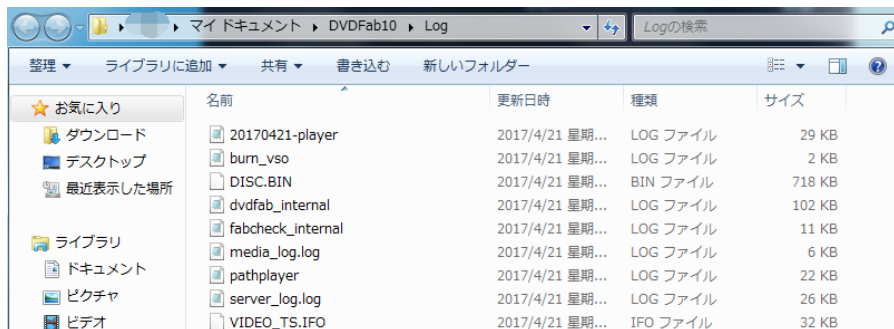 マイ ドキュメント ▸ DVDFab10 ▸ Log
Logの検索
整理 ライブラリに追加 共有 書き込む 新しいフォルダー
名前 更新日時 種類 サイズ
お気に入り
ダウンロード
デスクトップ
最近表示した場所
ライブラリ
ドキュメント
ピクチャ
ビデオ
20170421-player 2017/4/21 星期... LOG ファイル 29 KB
burn_vso 2017/4/21 星期... LOG ファイル 2 KB
DISC.BIN 2017/4/21 星期... BIN ファイル 718 KB
dvdfab_internal 2017/4/21 星期... LOG ファイル 102 KB
fabcheck_internal 2017/4/21 星期... LOG ファイル 11 KB
media_log.log 2017/4/21 星期... LOG ファイル 6 KB
pathplayer 2017/4/21 星期... LOG ファイル 22 KB
server_log.log 2017/4/21 星期... LOG ファイル 26 KB
VIDEO_TS.IFO 2017/4/21 星期... IFO ファイル 32 KB